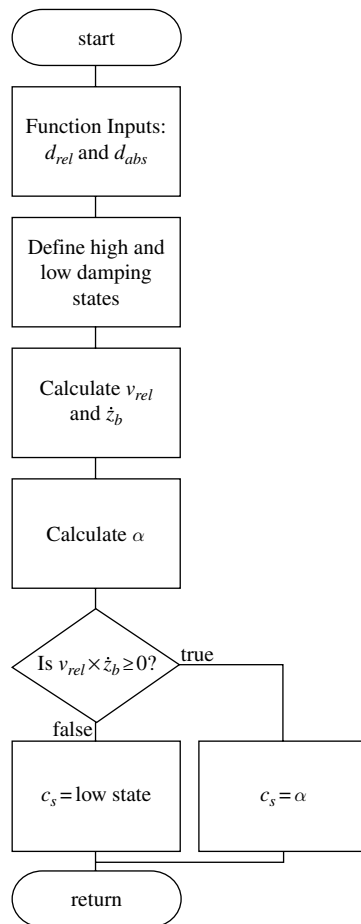 start
Function Inputs:
d_rel and d_abs
Define high and
low damping
states
Calculate v_rel
and ż_b
Calculate α
Is v_rel × ż_b ≥ 0?
true
false
c_s = low state
c_s = α
return